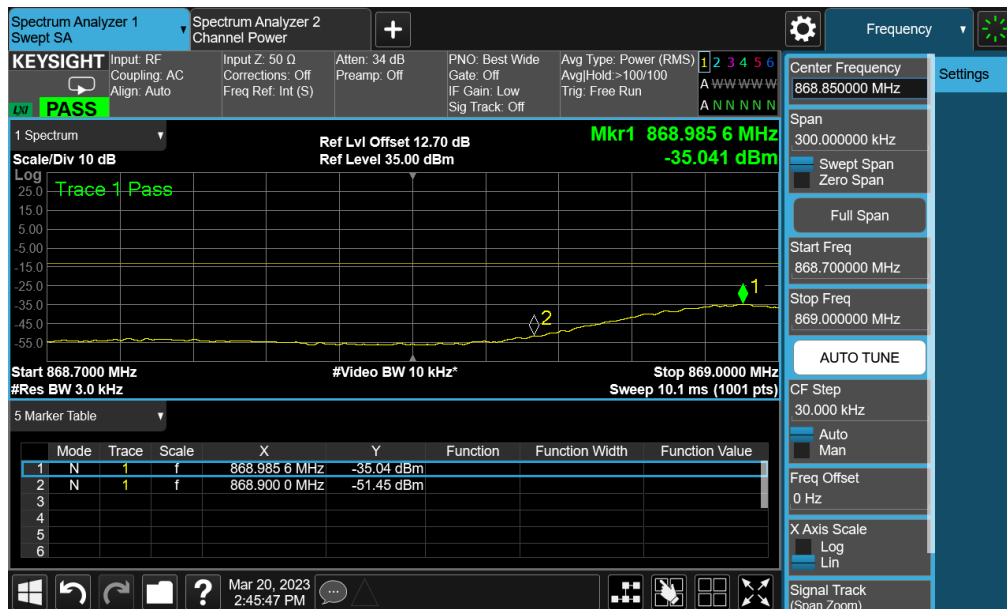 Spectrum Analyzer 1
Swept SA
Spectrum Analyzer 2
Channel Power
Frequency
KEYSIGHT
LXI
PASS
Input: RF
Coupling: AC
Align: Auto
Input Z: 50 Ω
Corrections: Off
Freq Ref: Int (S)
Atten: 34 dB
Preamp: Off
PNO: Best Wide
Gate: Off
IF Gain: Low
Sig Track: Off
Avg Type: Power (RMS)
Avg|Hold:>100/100
Trig: Free Run
1 2 3 4 5 6
A W W W W W
A N N N N N
1 Spectrum
Scale/Div 10 dB
Ref Lvl Offset 12.70 dB
Ref Level 35.00 dBm
Mkr1 868.985 6 MHz
-35.041 dBm
Log
Trace 1 Pass
25.0
15.0
5.00
-5.00
-15.0
-25.0
-35.0
-45.0
-55.0
1
2
Start 868.7000 MHz
#Video BW 10 kHz*
Stop 869.0000 MHz
#Res BW 3.0 kHz
Sweep 10.1 ms (1001 pts)
5 Marker Table
Mode Trace Scale X Y Function Function Width Function Value
1 N 1 f 868.985 6 MHz -35.04 dBm
2 N 1 f 868.900 0 MHz -51.45 dBm
3
4
5
6
Mar 20, 2023
2:45:47 PM
Center Frequency
868.850000 MHz
Settings
Span
300.000000 kHz
Swept Span
Zero Span
Full Span
Start Freq
868.700000 MHz
Stop Freq
869.000000 MHz
AUTO TUNE
CF Step
30.000 kHz
Auto
Man
Freq Offset
0 Hz
X Axis Scale
Log
Lin
Signal Track
(Span Zoom)